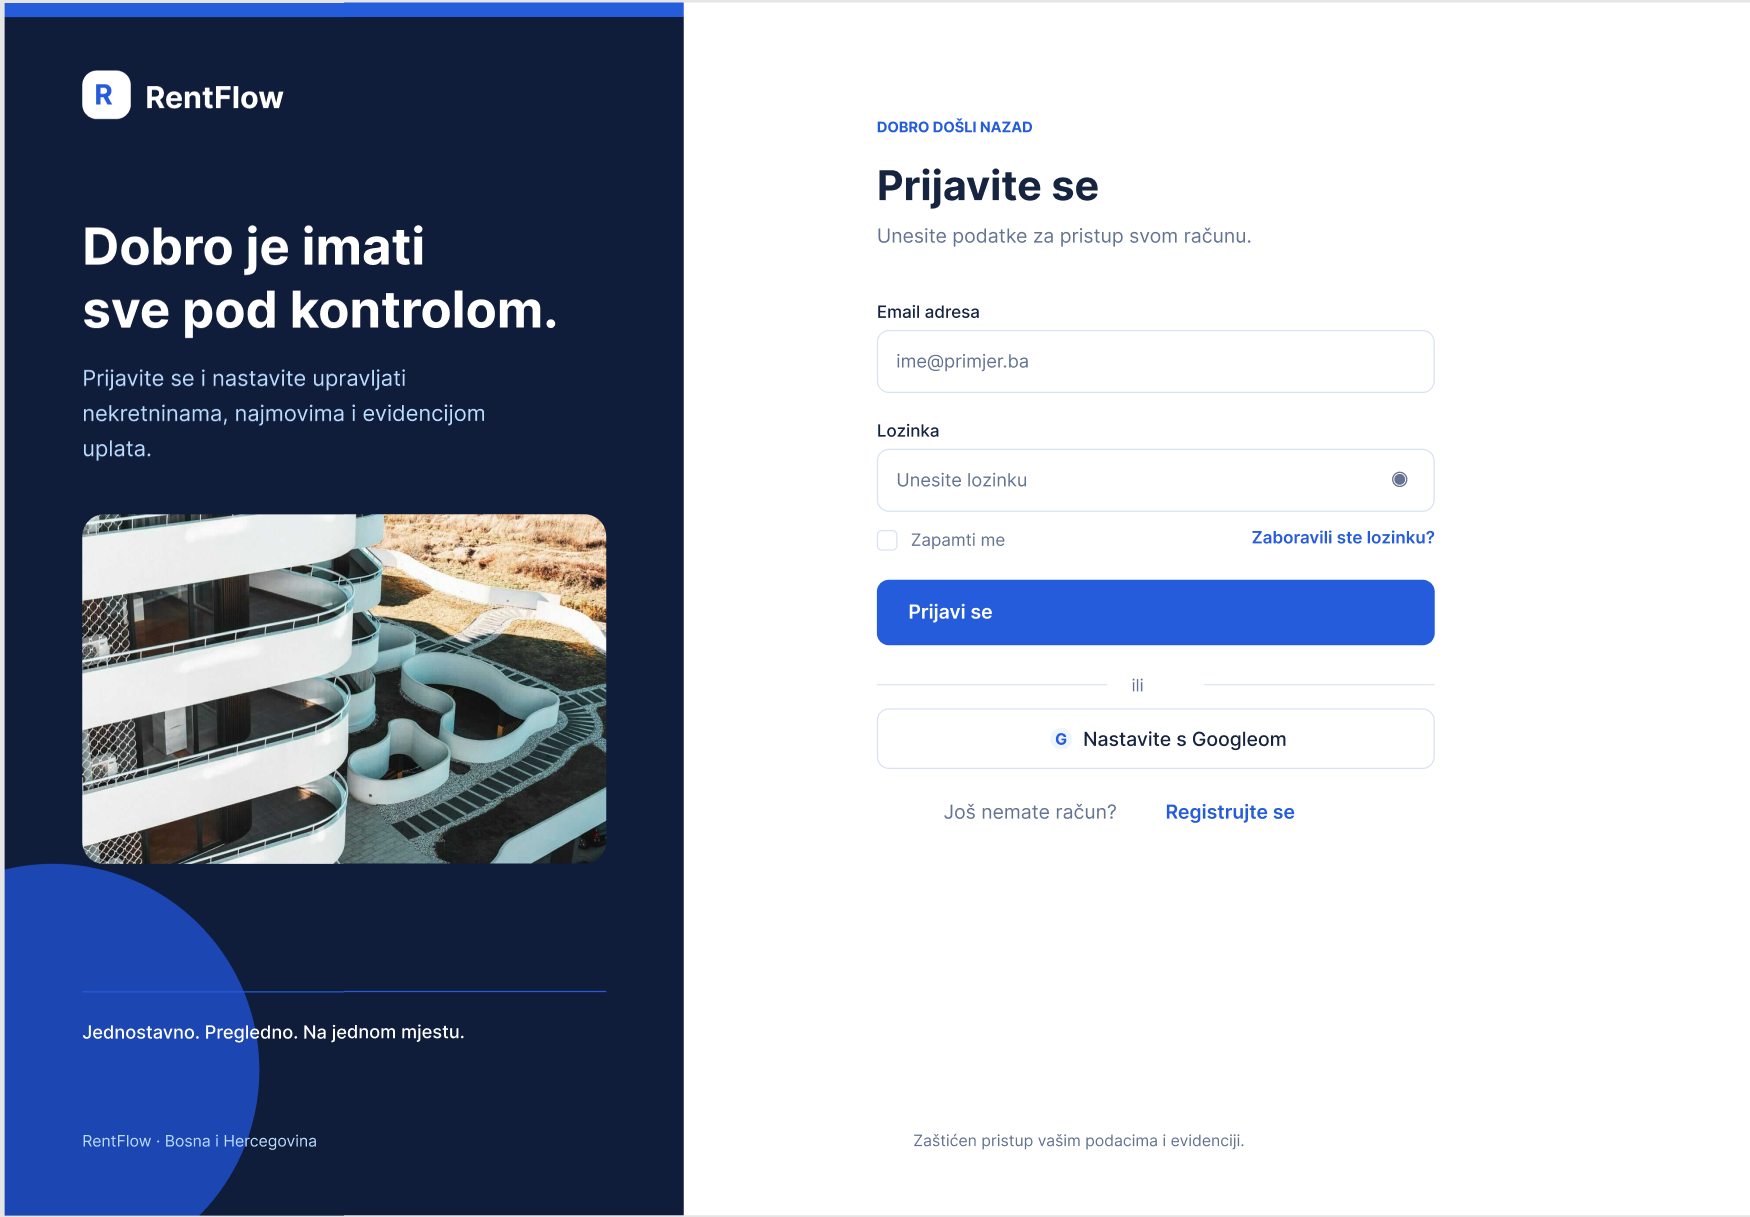 R RentFlow
Dobro je imati
sve pod kontrolom.
Prijavite se i nastavite upravljati
nekretninama, najmovima i evidencijom
uplata.
Jednostavno. Pregledno. Na jednom mjestu.
RentFlow · Bosna i Hercegovina
DOBRO DOŠLI NAZAD
Prijavite se
Unesite podatke za pristup svom računu.
Email adresa
ime@primjer.ba
Lozinka
Unesite lozinku
Zapamti me
Zaboravili ste lozinku?
Prijavi se
ili
G Nastavite s Googleom
Još nemate račun? Registrujte se
Zaštićen pristup vašim podacima i evidenciji.